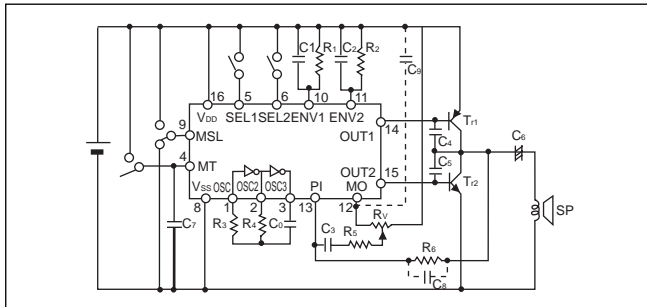 C1 R1 C2 R2
C9
16 5 6 10 11
VDD SEL1 SEL2 ENV1 ENV2
9 MSL
4 MT
OUT1 14
OUT2 15
Tr1
C4
C5
Tr2
C6
SP
VSS OSC OSC2 OSC3 PI MO
8 1 2 3 13 12
C7
R3 R4 C0
C3 R5
RV
R6
C8